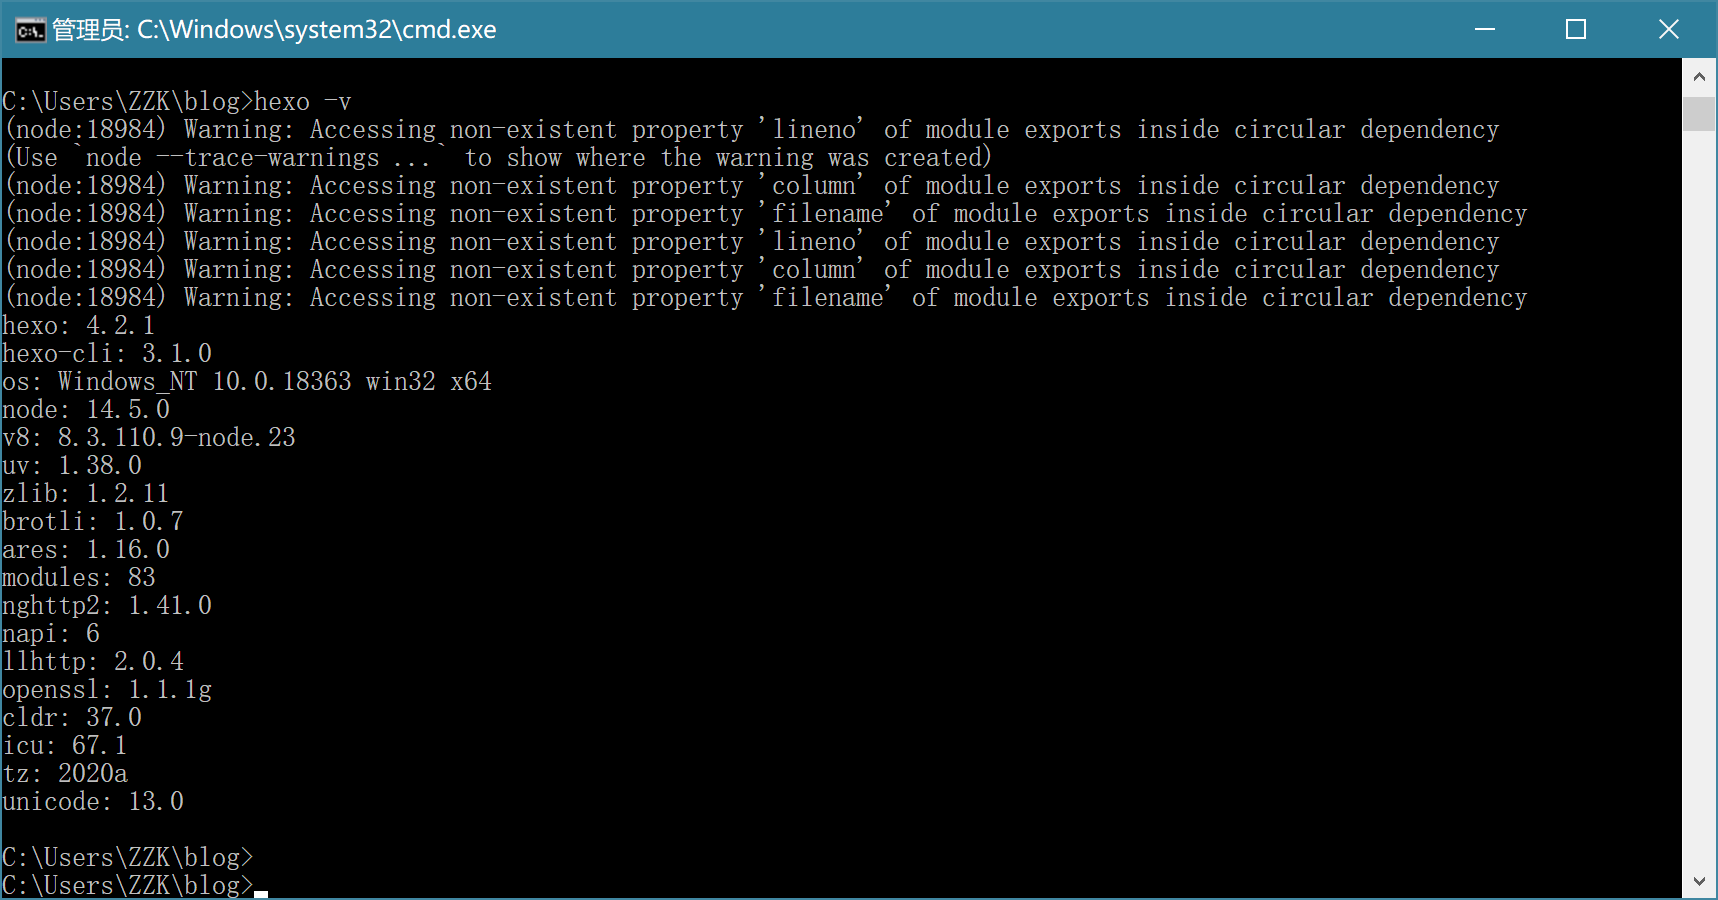 管理员: C:\Windows\system32\cmd.exe
C:\Users\ZZK\blog>hexo -v
(node:18984) Warning: Accessing non-existent property 'lineno' of module exports inside circular dependency
(Use `node --trace-warnings ...` to show where the warning was created)
(node:18984) Warning: Accessing non-existent property 'column' of module exports inside circular dependency
(node:18984) Warning: Accessing non-existent property 'filename' of module exports inside circular dependency
(node:18984) Warning: Accessing non-existent property 'lineno' of module exports inside circular dependency
(node:18984) Warning: Accessing non-existent property 'column' of module exports inside circular dependency
(node:18984) Warning: Accessing non-existent property 'filename' of module exports inside circular dependency
hexo: 4.2.1
hexo-cli: 3.1.0
os: Windows_NT 10.0.18363 win32 x64
node: 14.5.0
v8: 8.3.110.9-node.23
uv: 1.38.0
zlib: 1.2.11
brotli: 1.0.7
ares: 1.16.0
modules: 83
nghttp2: 1.41.0
napi: 6
llhttp: 2.0.4
openssl: 1.1.1g
cldr: 37.0
icu: 67.1
tz: 2020a
unicode: 13.0
C:\Users\ZZK\blog>
C:\Users\ZZK\blog>